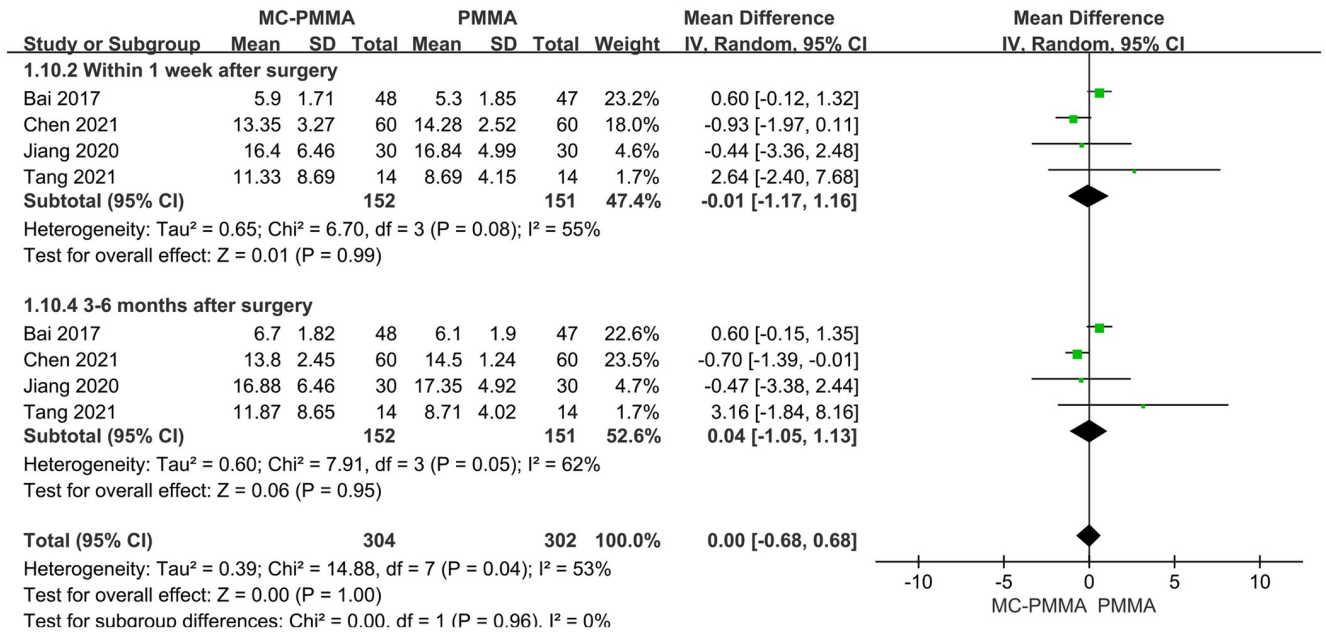 MC-PMMA PMMA Mean Difference Mean Difference
Study or Subgroup Mean SD Total Mean SD Total Weight IV, Random, 95% CI IV, Random, 95% CI
1.10.2 Within 1 week after surgery
Bai 2017 5.9 1.71 48 5.3 1.85 47 23.2% 0.60 [-0.12, 1.32]
Chen 2021 13.35 3.27 60 14.28 2.52 60 18.0% -0.93 [-1.97, 0.11]
Jiang 2020 16.4 6.46 30 16.84 4.99 30 4.6% -0.44 [-3.36, 2.48]
Tang 2021 11.33 8.69 14 8.69 4.15 14 1.7% 2.64 [-2.40, 7.68]
Subtotal (95% CI) 152 151 47.4% -0.01 [-1.17, 1.16]
Heterogeneity: Tau² = 0.65; Chi² = 6.70, df = 3 (P = 0.08); I² = 55%
Test for overall effect: Z = 0.01 (P = 0.99)
1.10.4 3-6 months after surgery
Bai 2017 6.7 1.82 48 6.1 1.9 47 22.6% 0.60 [-0.15, 1.35]
Chen 2021 13.8 2.45 60 14.5 1.24 60 23.5% -0.70 [-1.39, -0.01]
Jiang 2020 16.88 6.46 30 17.35 4.92 30 4.7% -0.47 [-3.38, 2.44]
Tang 2021 11.87 8.65 14 8.71 4.02 14 1.7% 3.16 [-1.84, 8.16]
Subtotal (95% CI) 152 151 52.6% 0.04 [-1.05, 1.13]
Heterogeneity: Tau² = 0.60; Chi² = 7.91, df = 3 (P = 0.05); I² = 62%
Test for overall effect: Z = 0.06 (P = 0.95)
Total (95% CI) 304 302 100.0% 0.00 [-0.68, 0.68]
Heterogeneity: Tau² = 0.39; Chi² = 14.88, df = 7 (P = 0.04); I² = 53%
Test for overall effect: Z = 0.00 (P = 1.00)
Test for subgroup differences: Chi² = 0.00, df = 1 (P = 0.96), I² = 0%
-10 -5 0 5 10
MC-PMMA PMMA